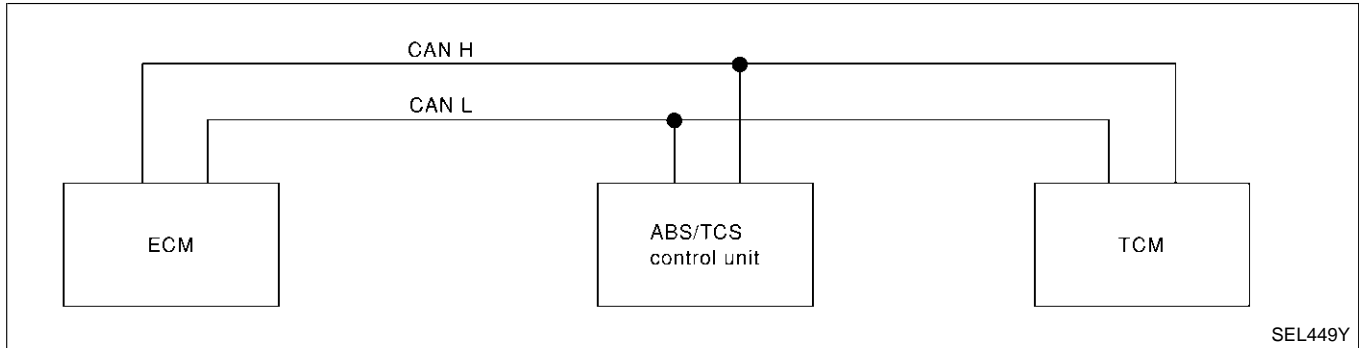 CAN H
CAN L
ECM
ABS/TCS
control unit
TCM
SEL449Y